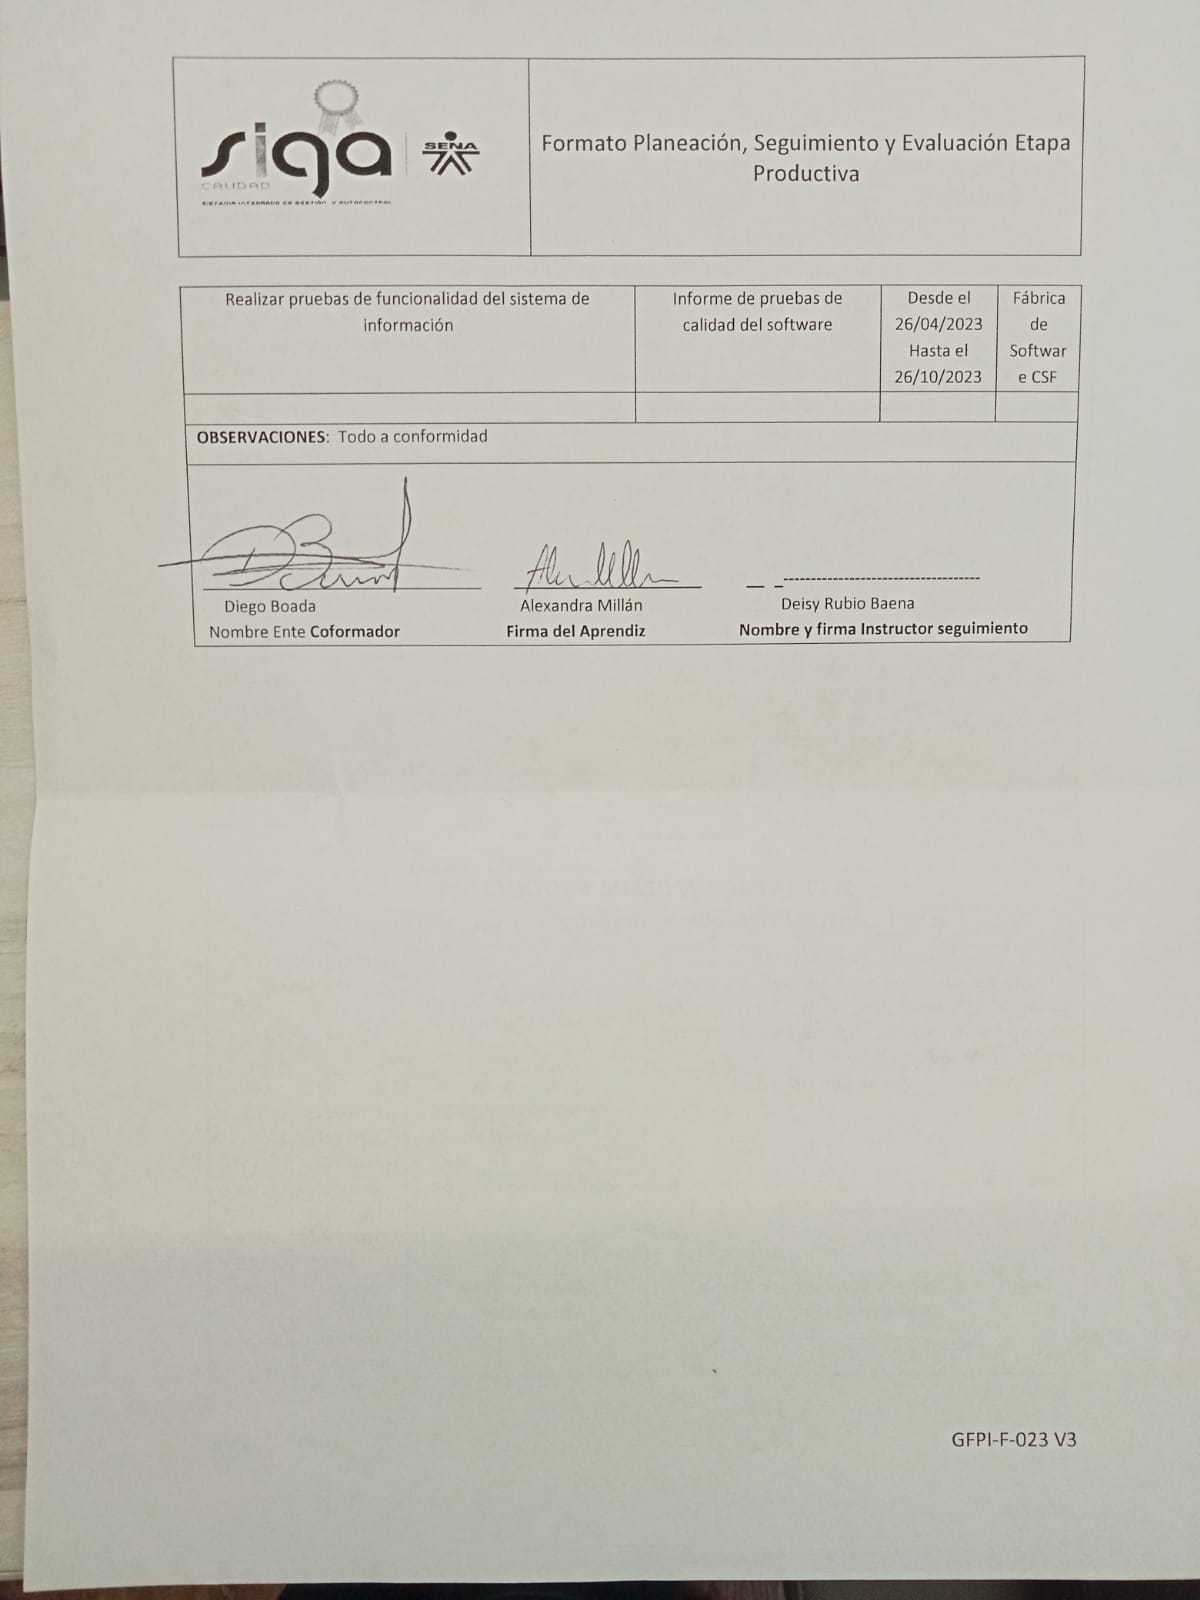 siga
SENA
CALIDAD
SISTEMA INTEGRADO DE GESTIÓN Y AUTOCONTROL
Formato Planeación, Seguimiento y Evaluación Etapa
Productiva
Realizar pruebas de funcionalidad del sistema de
información
Informe de pruebas de
calidad del software
Desde el
26/04/2023
Hasta el
26/10/2023
Fábrica
de
Softwar
e CSF
OBSERVACIONES: Todo a conformidad
Diego Boada
Nombre Ente Coformador
Alexandra Millán
Firma del Aprendiz
Deisy Rubio Baena
Nombre y firma Instructor seguimiento
GFPI-F-023 V3